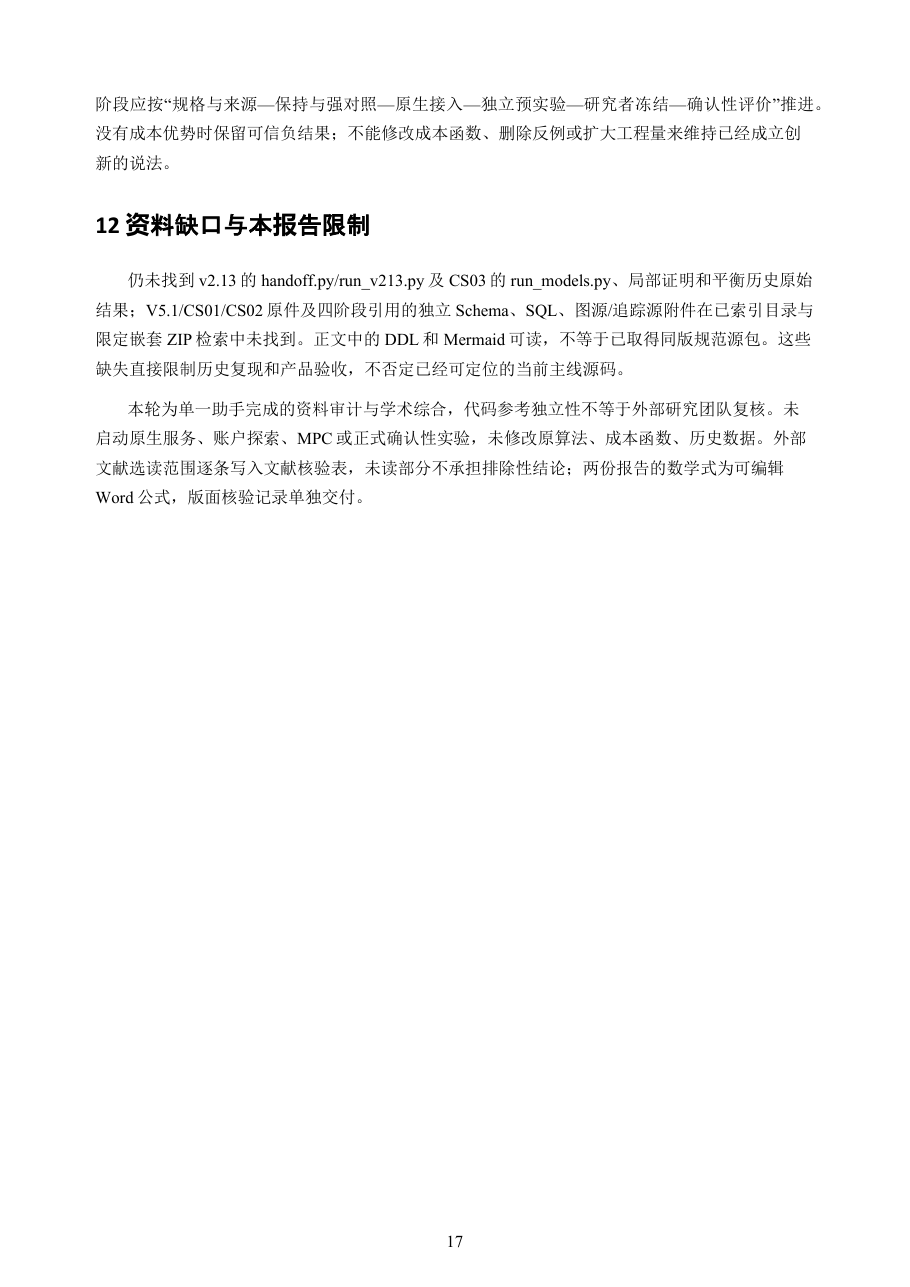 阶段应按“规格与来源—保持与强对照—原生接入—独立预实验—研究者冻结—确认性评价”推进。
没有成本优势时保留可信负结果；不能修改成本函数、删除反例或扩大工程量来维持已经成立创
新的说法。
12 资料缺口与本报告限制
仍未找到 v2.13 的 handoff.py/run_v213.py 及 CS03 的 run_models.py、局部证明和平衡历史原始
结果；V5.1/CS01/CS02 原件及四阶段引用的独立 Schema、SQL、图源/追踪源附件在已索引目录与
限定嵌套 ZIP 检索中未找到。正文中的 DDL 和 Mermaid 可读，不等于已取得同版规范源包。这些
缺失直接限制历史复现和产品验收，不否定已经可定位的当前主线源码。
本轮为单一助手完成的资料审计与学术综合，代码参考独立性不等于外部研究团队复核。未
启动原生服务、账户探索、MPC 或正式确认性实验，未修改原算法、成本函数、历史数据。外部
文献选读范围逐条写入文献核验表，未读部分不承担排除性结论；两份报告的数学式为可编辑
Word 公式，版面核验记录单独交付。
17